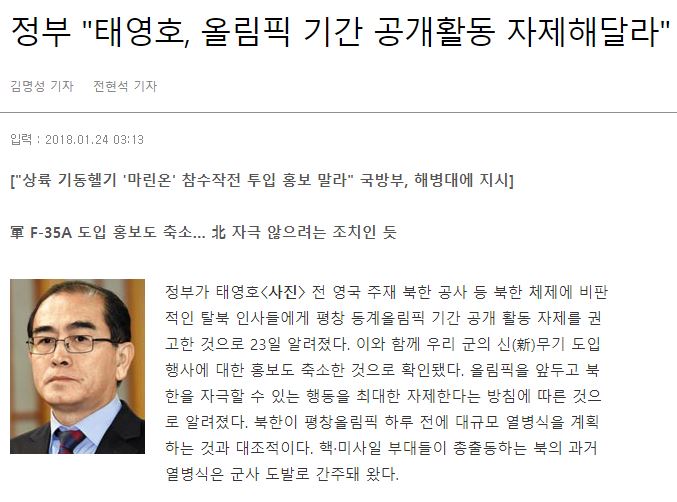 정부 "태영호, 올림픽 기간 공개활동 자제해달라"
김명성 기자 전현석 기자
입력 : 2018.01.24 03:13
["상륙 기동헬기 '마린온' 참수작전 투입 홍보 말라" 국방부, 해병대에 지시]
軍 F-35A 도입 홍보도 축소... 北 자극 않으려는 조치인 듯
정부가 태영호<사진> 전 영국 주재 북한 공사 등 북한 체제에 비판
적인 탈북 인사들에게 평창 동계올림픽 기간 공개 활동 자제를 권
고한 것으로 23일 알려졌다. 이와 함께 우리 군의 신(新)무기 도입
행사에 대한 홍보도 축소한 것으로 확인됐다. 올림픽을 앞두고 북
한을 자극할 수 있는 행동을 최대한 자제한다는 방침에 따른 것으
로 알려졌다. 북한이 평창올림픽 하루 전에 대규모 열병식을 계획
하는 것과 대조적이다. 핵·미사일 부대들이 총출동하는 북의 과거
열병식은 군사 도발로 간주돼 왔다.